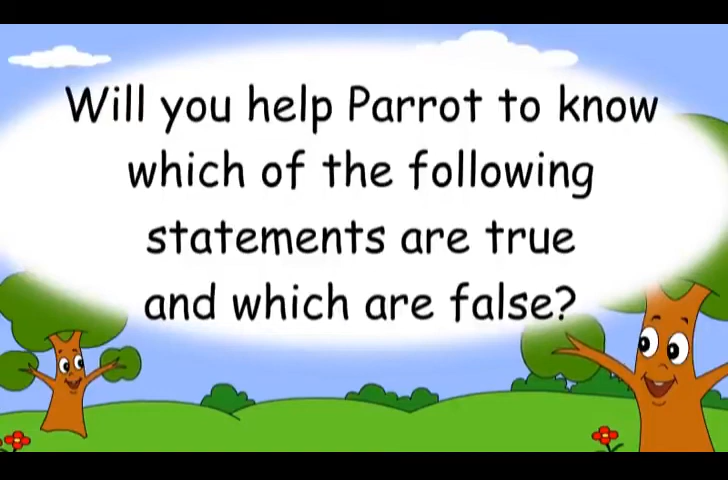 Will you help Parrot to know
which of the following
statements are true
and which are false?